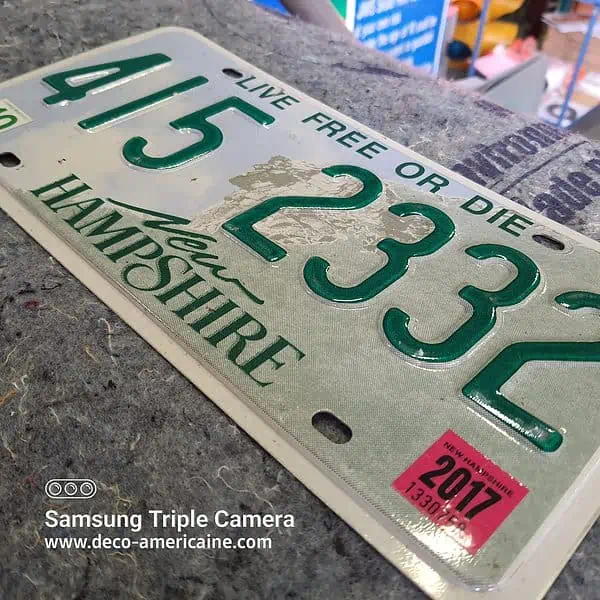 LIVE FREE OR DIE
415 2332
New
HAMPSHIRE
NEW HAMPSHIRE
2017
Samsung Triple Camera
www.deco-americaine.com